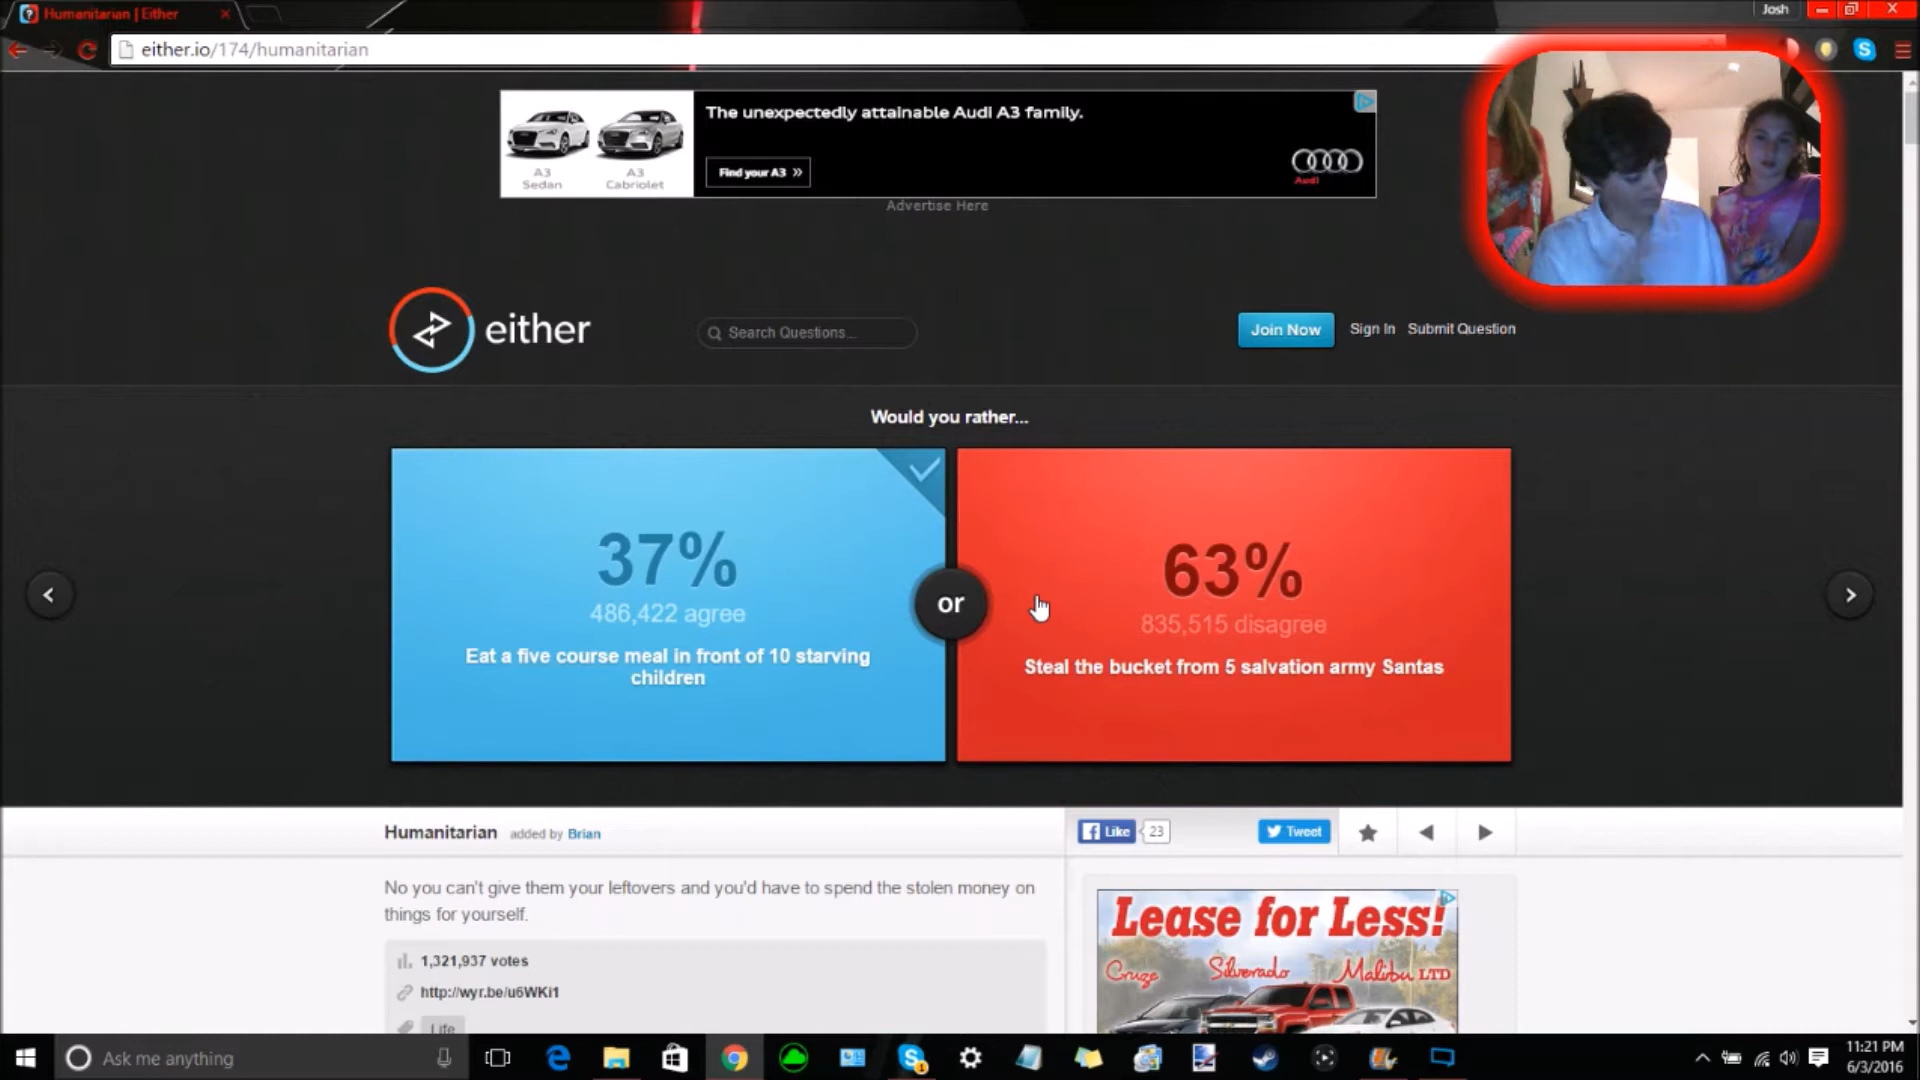 Humanitarian | Either
Josh
either.io/174/humanitarian
The unexpectedly attainable Audi A3 family.
A3 Sedan
A3 Cabriolet
Find your A3 »
Audi
Advertise Here
either
Search Questions...
Join Now
Sign In
Submit Question
Would you rather...
37%
486,422 agree
Eat a five course meal in front of 10 starving
children
or
63%
835,515 disagree
Steal the bucket from 5 salvation army Santas
Humanitarian added by Brian
Like 23
Tweet
No you can't give them your leftovers and you'd have to spend the stolen money on
things for yourself.
1,321,937 votes
http://wyr.be/u6WKi1
Life
Lease for Less!
Cruze Silverado Malibu LTD
Ask me anything
11:21 PM
6/3/2016